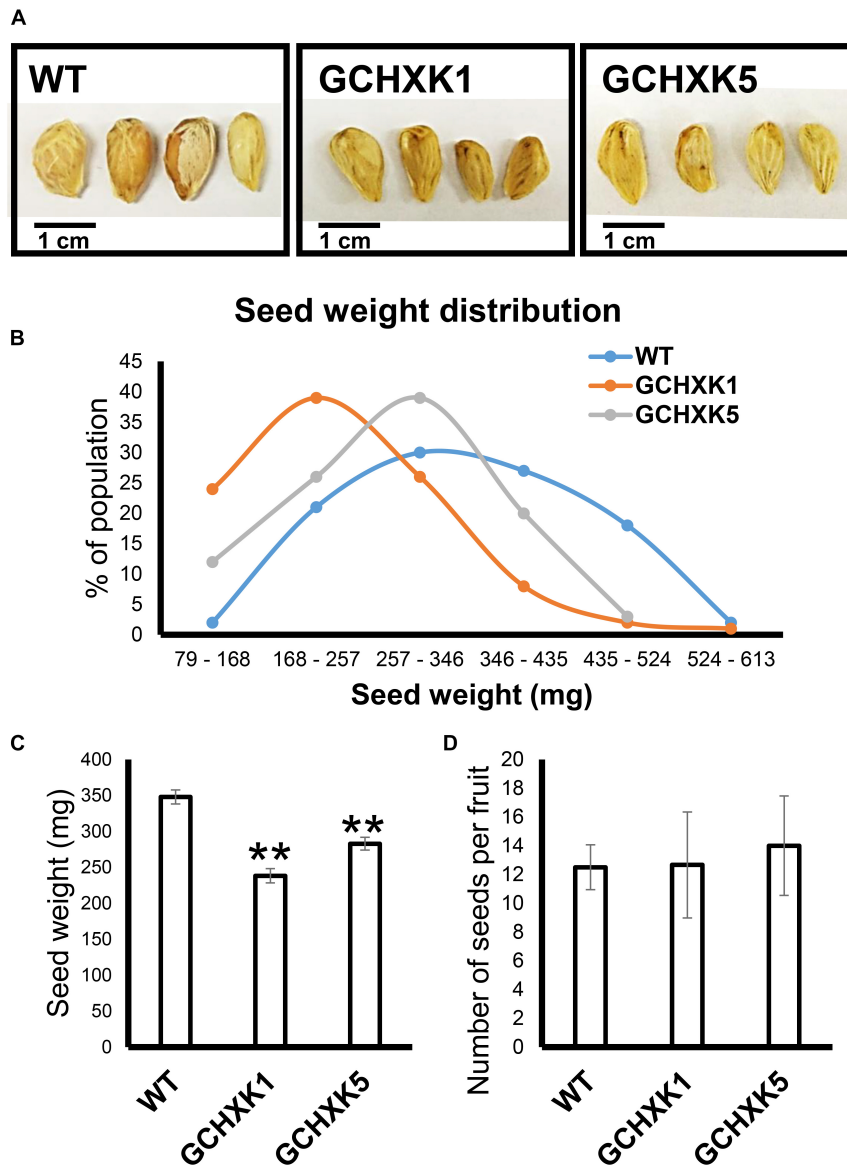 A
WT
GCHXK1
GCHXK5
1 cm
1 cm
1 cm
Seed weight distribution
B
WT
GCHXK1
GCHXK5
% of population
45
40
35
30
25
20
15
10
5
0
79 - 168
168 - 257
257 - 346
346 - 435
435 - 524
524 - 613
Seed weight (mg)
C
Seed weight (mg)
400
350
300
250
200
150
100
50
0
**
**
WT
GCHXK1
GCHXK5
D
Number of seeds per fruit
20
18
16
14
12
10
8
6
4
2
0
WT
GCHXK1
GCHXK5